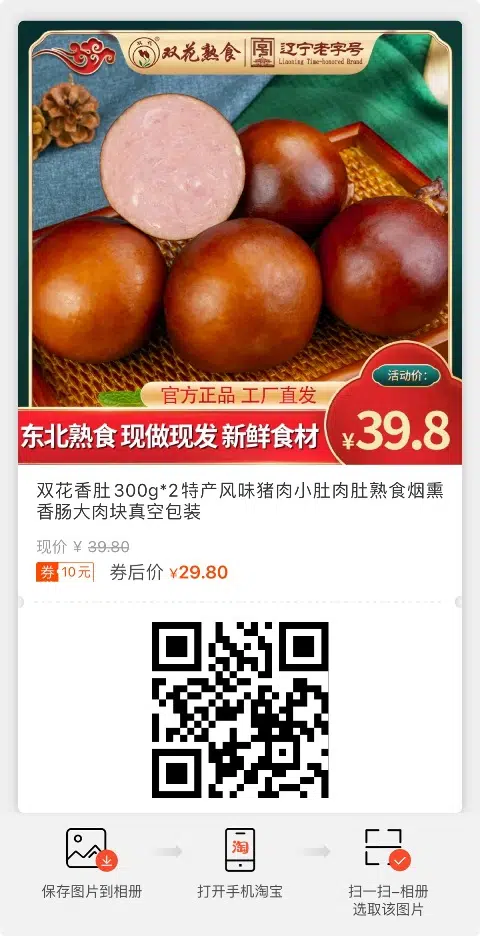 双花
双花熟食 辽宁老字号
Liaoning Time-honored Brand
官方正品 工厂直发
活动价：
¥39.8
东北熟食 现做现发 新鲜食材
双花香肚300g*2特产风味猪肉小肚肉肚熟食烟熏
香肠大肉块真空包装
现价 ¥ 39.80
券 10元 券后价 ¥29.80
淘
保存图片到相册 打开手机淘宝 扫一扫-相册
选取该图片